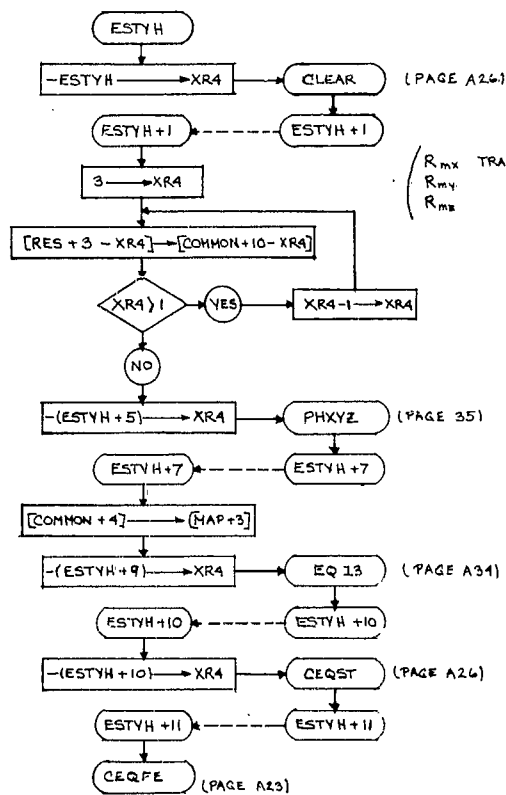 ESTYH
-ESTYH → XR4 → CLEAR (PAGE A26)
ESTYH+1 ESTYH+1
3 → XR4
Rmx TRA
Rmy
Rmz
[RES + 3 - XR4] → [COMMON+10 - XR4]
XR4 > 1 YES XR4-1 → XR4
NO
-(ESTYH+5) → XR4 PHXYZ (PAGE 35)
ESTYH+7 ESTYH+7
[COMMON + 4] → [MAP+3]
-(ESTYH+9) → XR4 EQ 13 (PAGE A34)
ESTYH+10 ESTYH+10
-(ESTYH+10) → XR4 CEQST (PAGE A26)
ESTYH+11 ESTYH+11
CEQFE (PAGE A23)